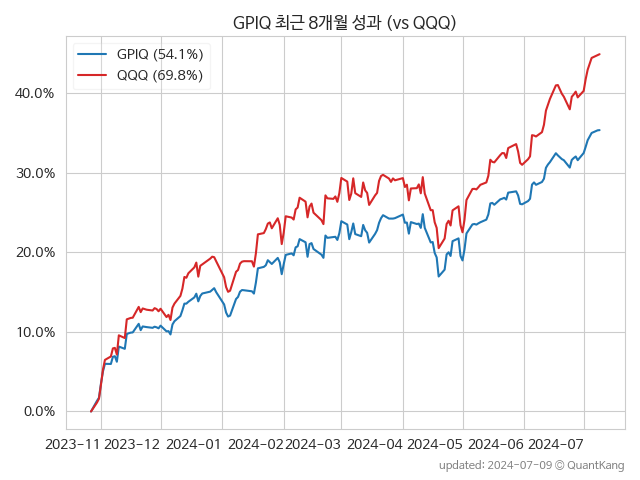 GPIQ 최근 8개월 성과 (vs QQQ)
GPIQ (54.1%)
QQQ (69.8%)
40.0%
30.0%
20.0%
10.0%
0.0%
2023-11 2023-12 2024-01 2024-02 2024-03 2024-04 2024-05 2024-06 2024-07
updated: 2024-07-09 © QuantKang